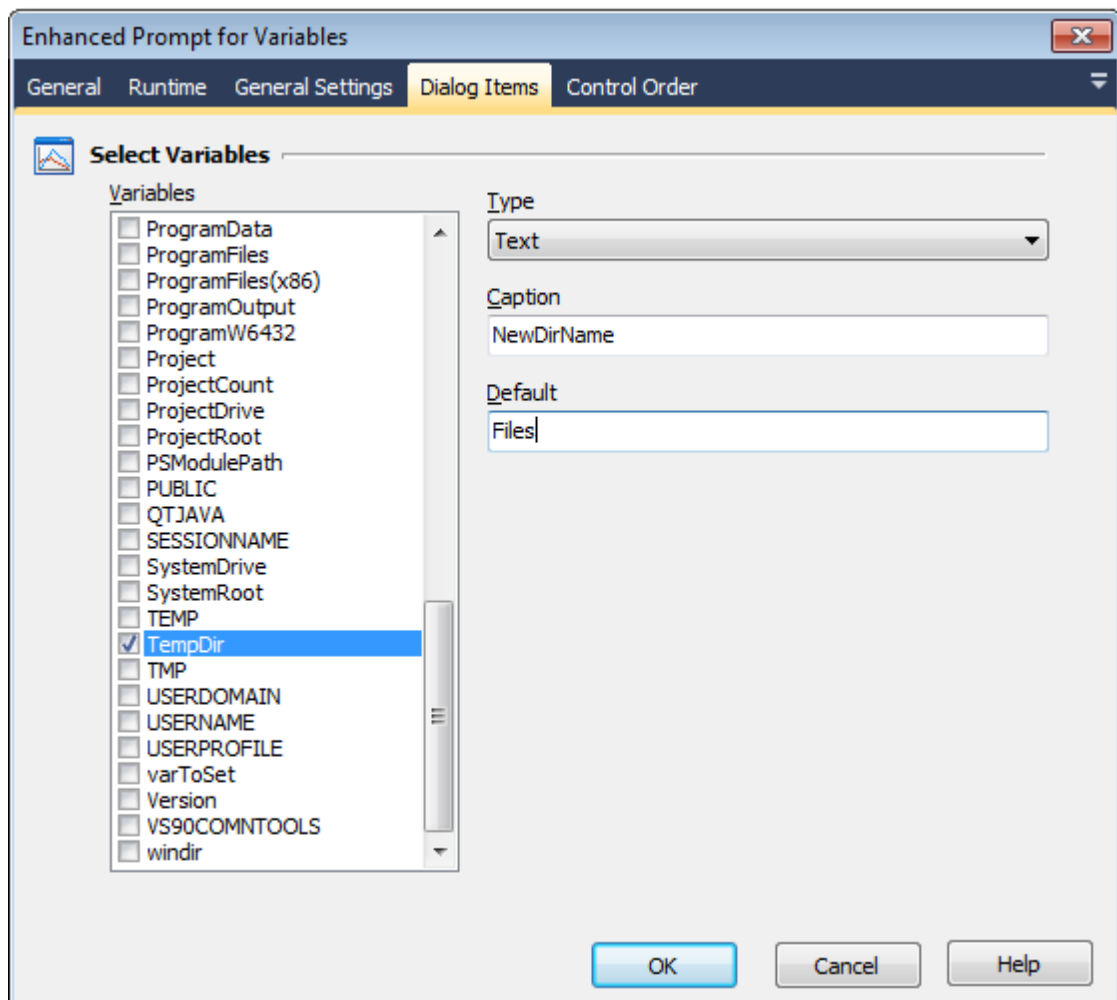 Enhanced Prompt for Variables
General Runtime General Settings Dialog Items Control Order
Select Variables
Variables
ProgramData
ProgramFiles
ProgramFiles(x86)
ProgramOutput
ProgramW6432
Project
ProjectCount
ProjectDrive
ProjectRoot
PSModulePath
PUBLIC
QTJAVA
SESSIONNAME
SystemDrive
SystemRoot
TEMP
TempDir
TMP
USERDOMAIN
USERNAME
USERPROFILE
varToSet
Version
VS90COMNTOOLS
windir
Type
Text
Caption
NewDirName
Default
Files
OK Cancel Help